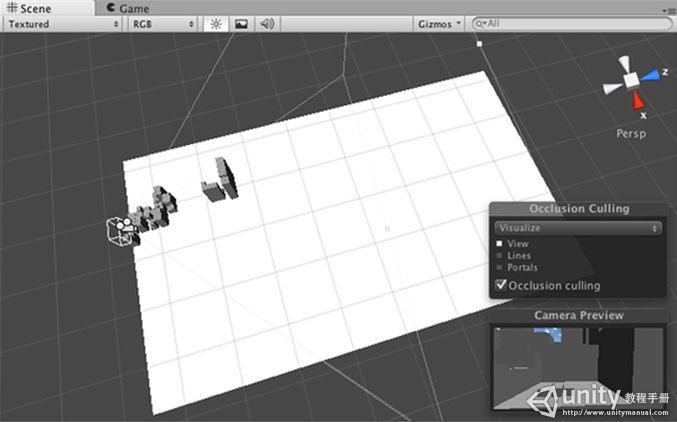 Scene
Game
Textured
RGB
Gizmos
All
z
x
Persp
Occlusion Culling
Visualize
View
Lines
Portals
Occlusion culling
Camera Preview
unity 教程手册
http://www.unitymanual.com